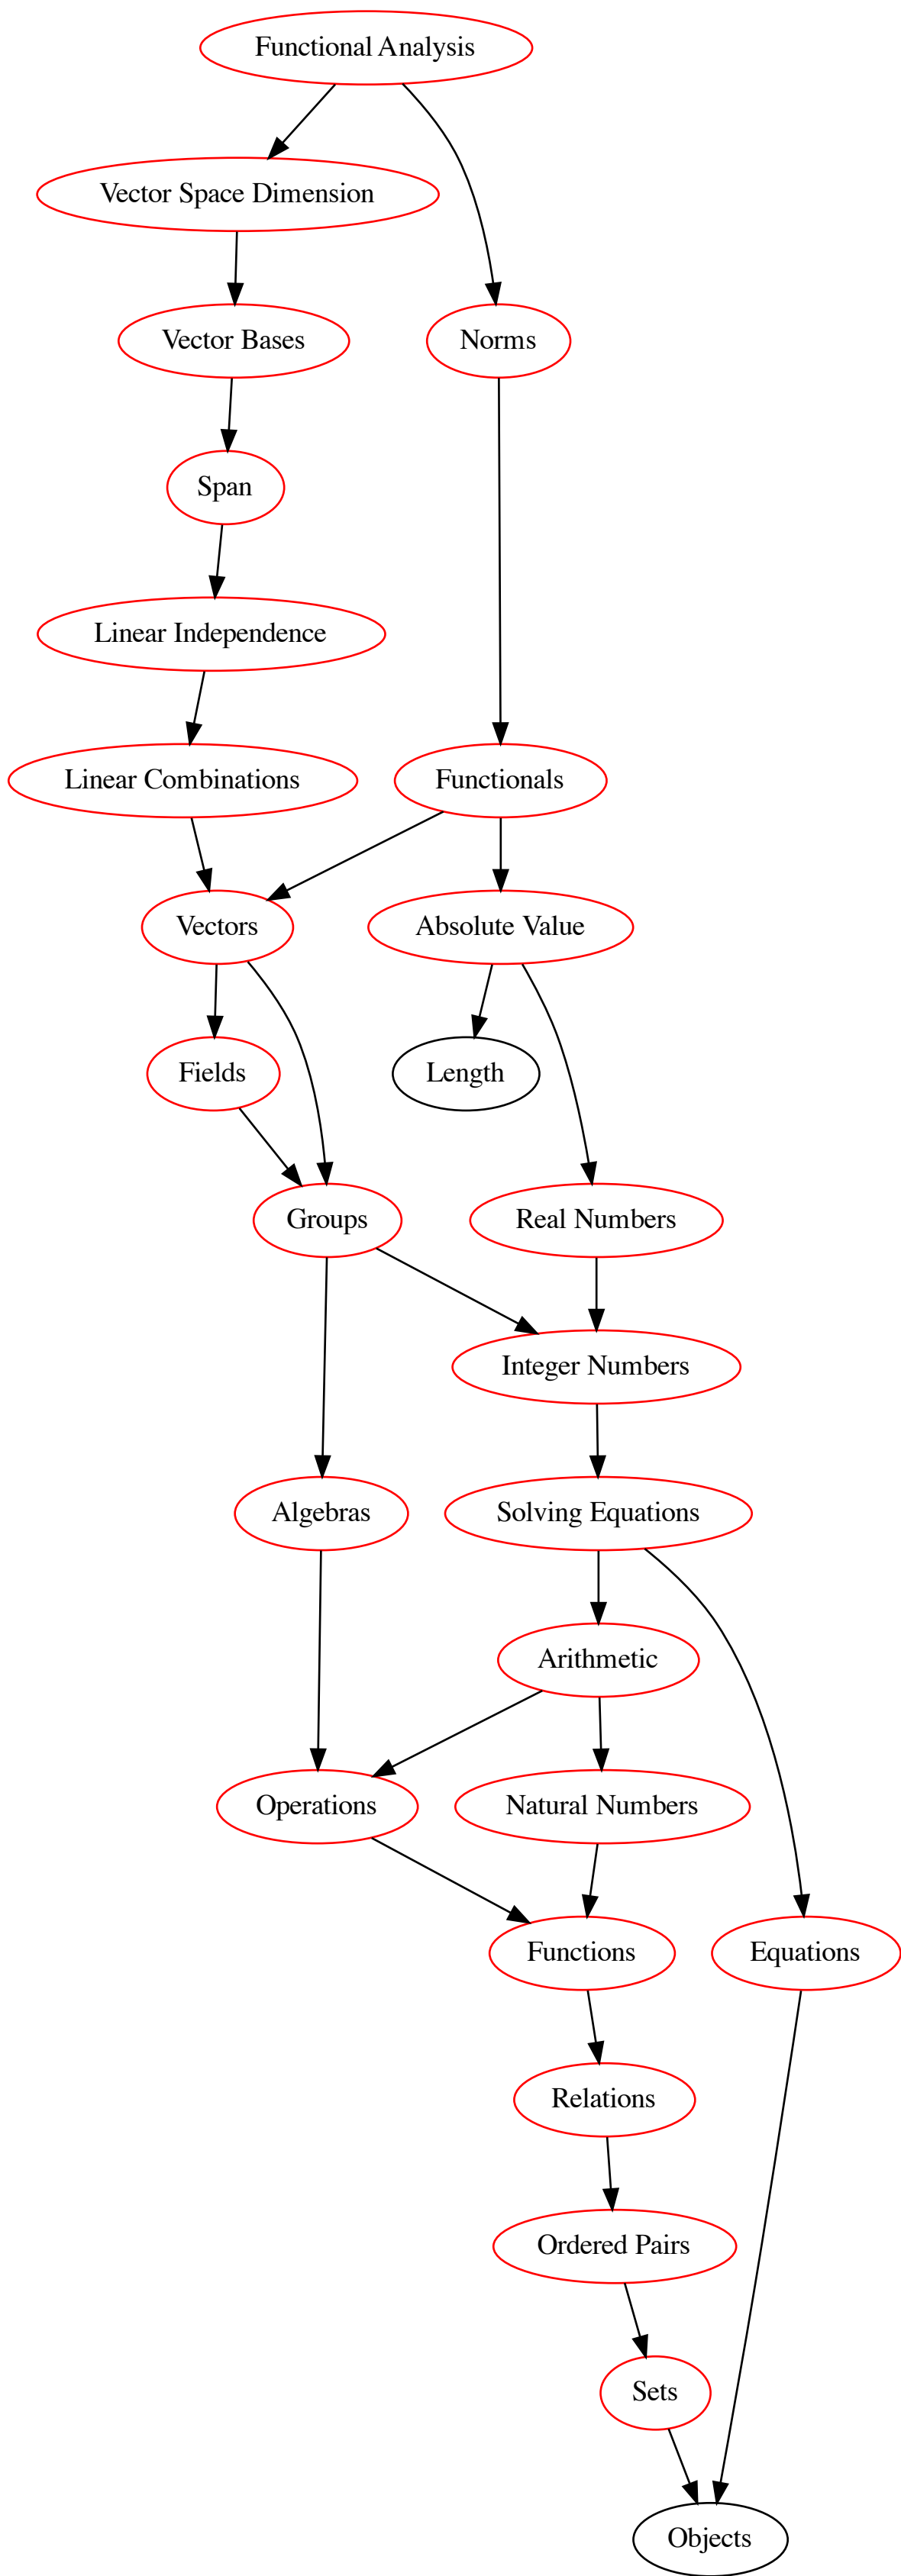 Functional Analysis
Vector Space Dimension
Vector Bases
Norms
Span
Linear Independence
Linear Combinations
Functionals
Vectors
Absolute Value
Fields
Length
Groups
Real Numbers
Integer Numbers
Algebras
Solving Equations
Arithmetic
Operations
Natural Numbers
Functions
Equations
Relations
Ordered Pairs
Sets
Objects